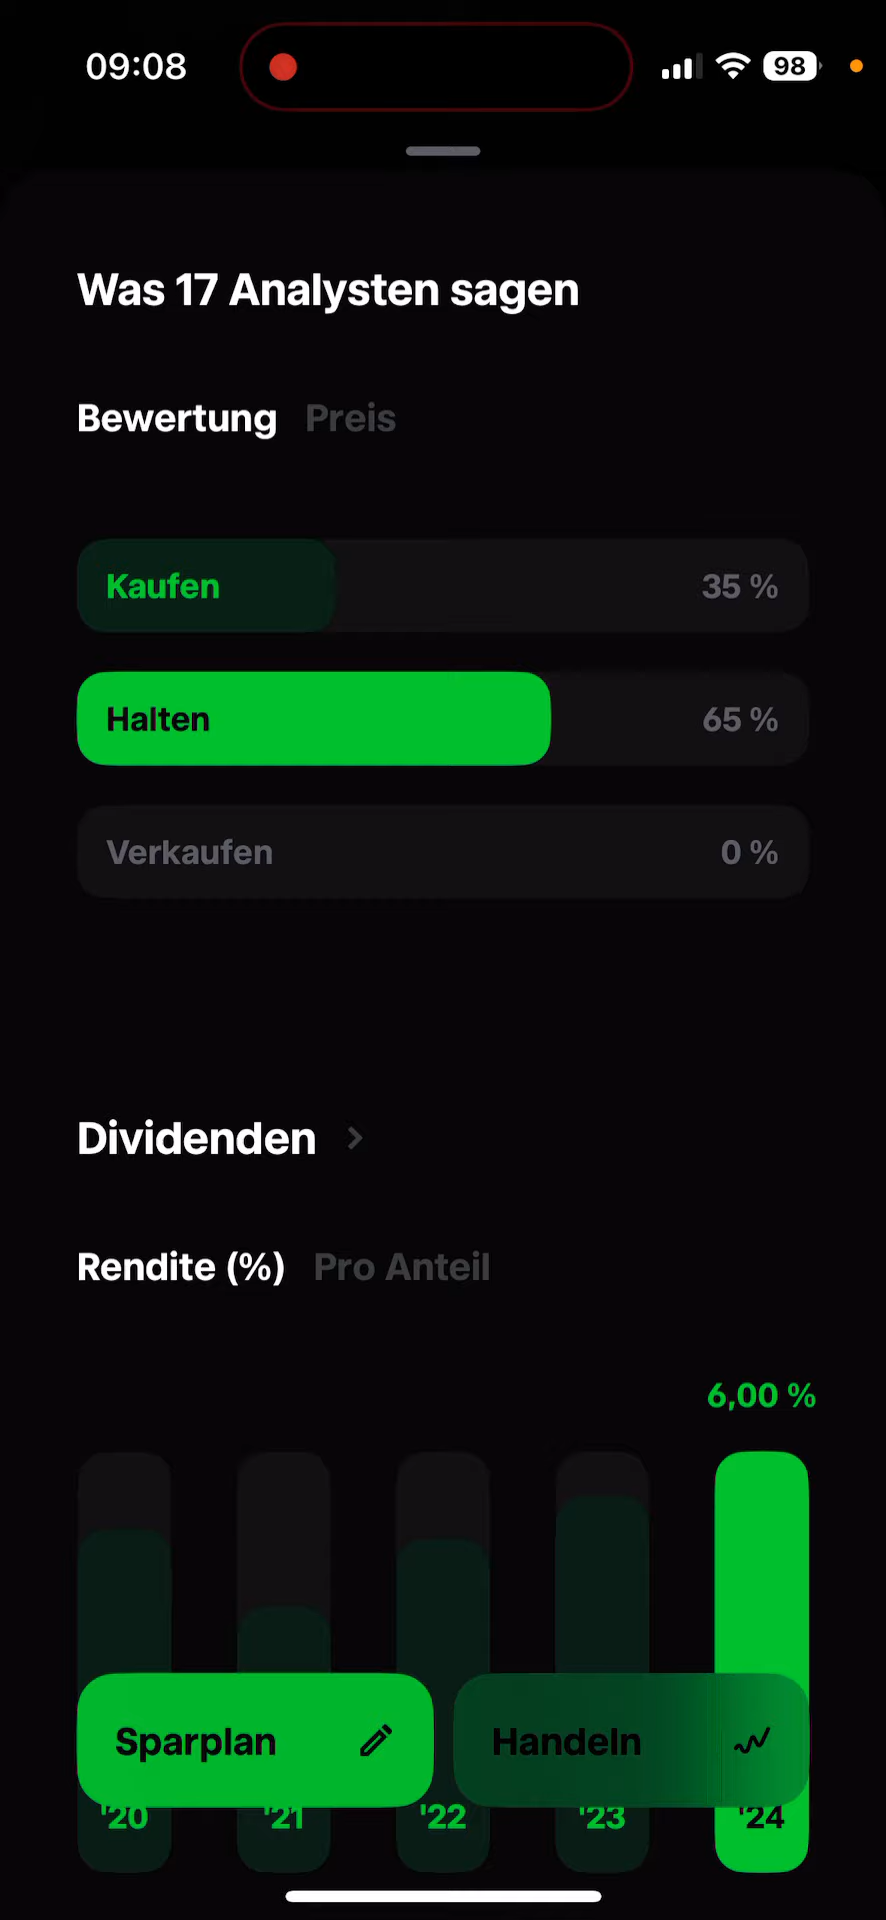 09:08
98
Was 17 Analysten sagen
Bewertung Preis
Kaufen 35 %
Halten 65 %
Verkaufen 0 %
Dividenden
Rendite (%) Pro Anteil
6,00 %
Sparplan Handeln
'20 '21 '22 '23 '24